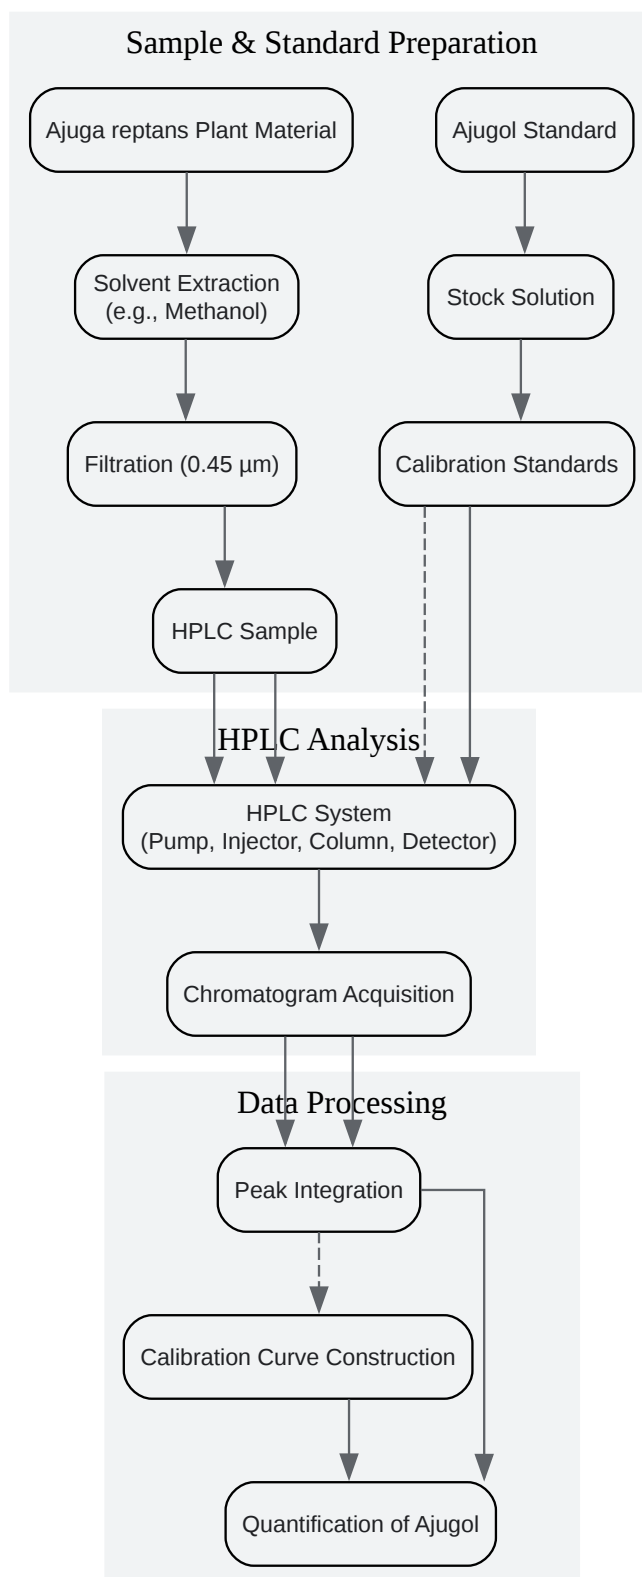 Sample & Standard Preparation
Ajuga reptans Plant Material
Ajugol Standard
Solvent Extraction
(e.g., Methanol)
Stock Solution
Filtration (0.45 µm)
Calibration Standards
HPLC Sample
HPLC Analysis
HPLC System
(Pump, Injector, Column, Detector)
Chromatogram Acquisition
Data Processing
Peak Integration
Calibration Curve Construction
Quantification of Ajugol